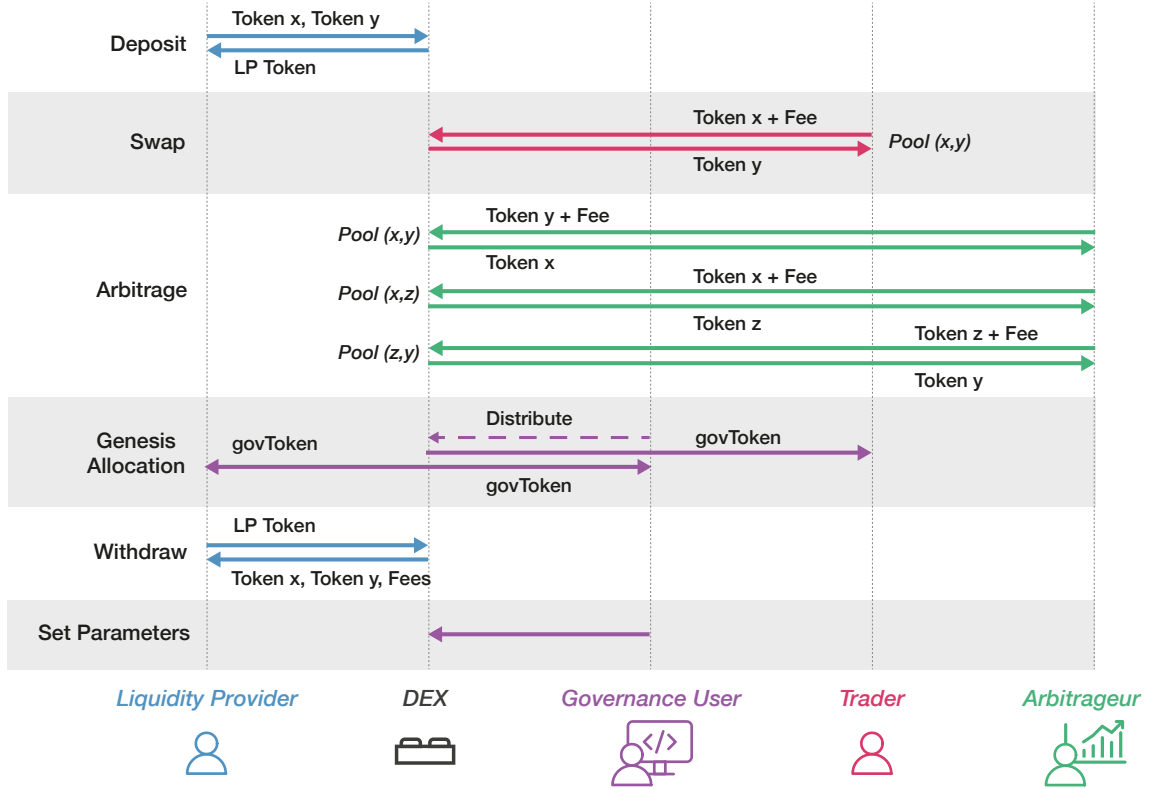 Token x, Token y
Deposit
LP Token
Token x + Fee
Swap
Pool (x,y)
Token y
Token y + Fee
Pool (x,y)
Token x
Token x + Fee
Arbitrage
Pool (x,z)
Token z
Token z + Fee
Pool (z,y)
Token y
Distribute
Genesis
Allocation
govToken
govToken
govToken
LP Token
Withdraw
Token x, Token y, Fees
Set Parameters
Liquidity Provider
DEX
Governance User
Trader
Arbitrageur
</>